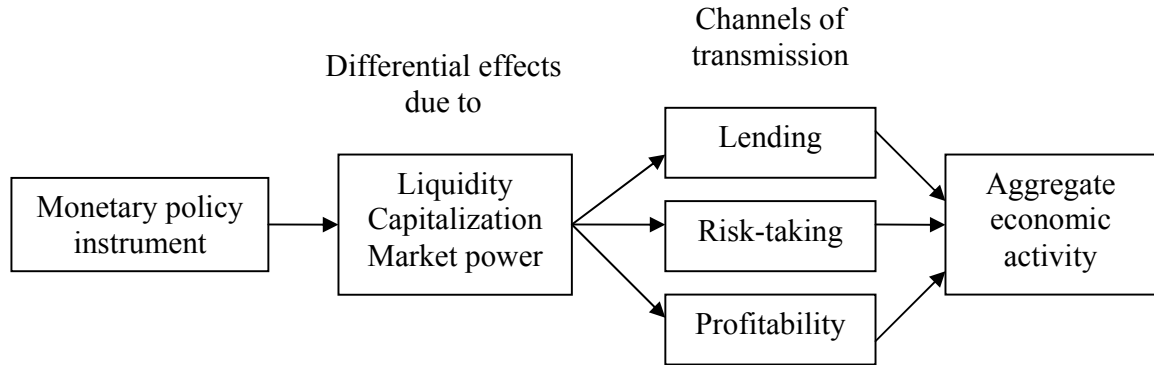 Channels of
transmission
Differential effects
due to
Monetary policy
instrument
Liquidity
Capitalization
Market power
Lending
Risk-taking
Profitability
Aggregate
economic
activity